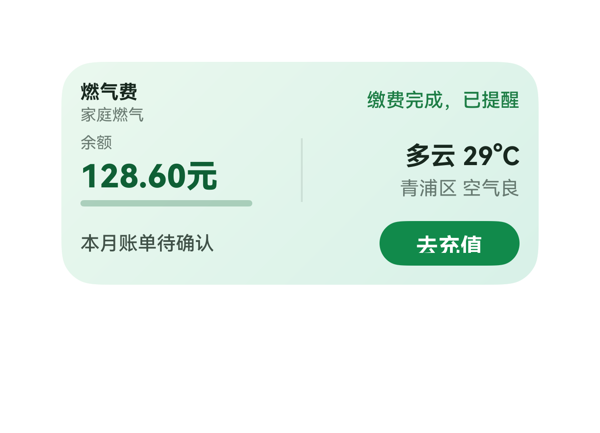 燃气费
家庭燃气
余额
128.60元
本月账单待确认
缴费完成，已提醒
多云 29°C
青浦区 空气良
去充值